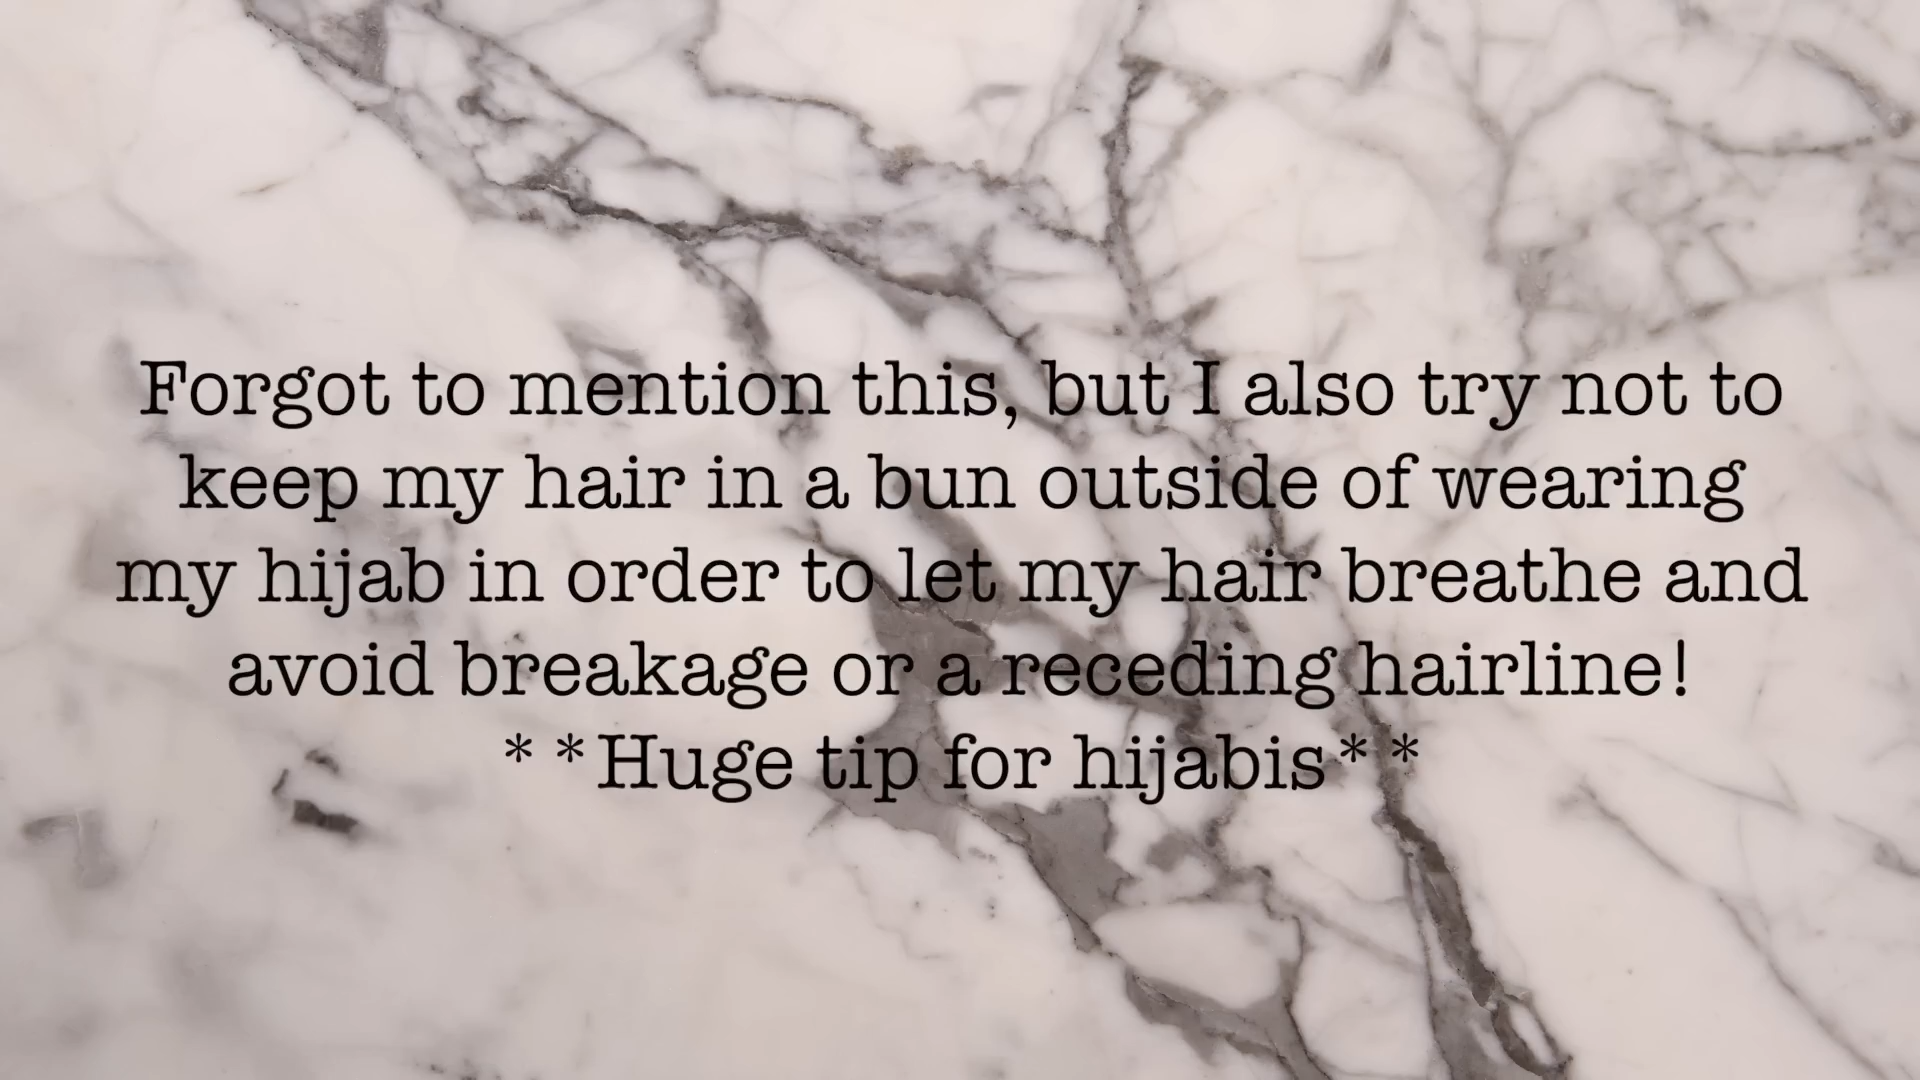 Forgot to mention this, but I also try not to
keep my hair in a bun outside of wearing
my hijab in order to let my hair breathe and
avoid breakage or a receding hairline!
**Huge tip for hijabis**